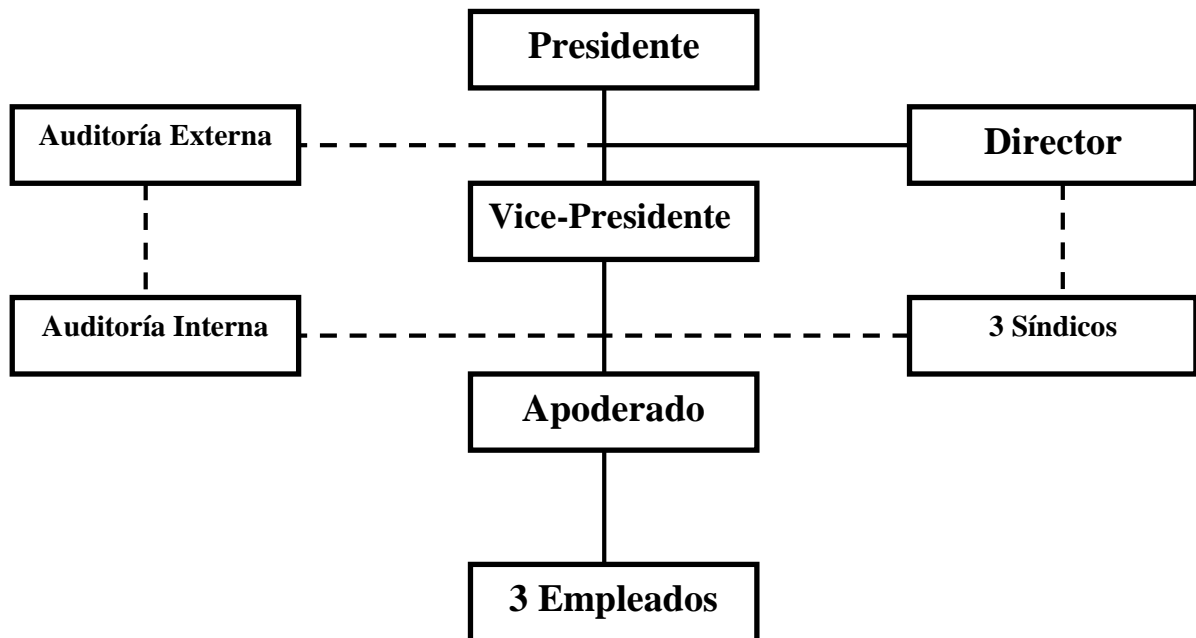 Presidente
Auditoría Externa
Director
Vice-Presidente
Auditoría Interna
3 Síndicos
Apoderado
3 Empleados